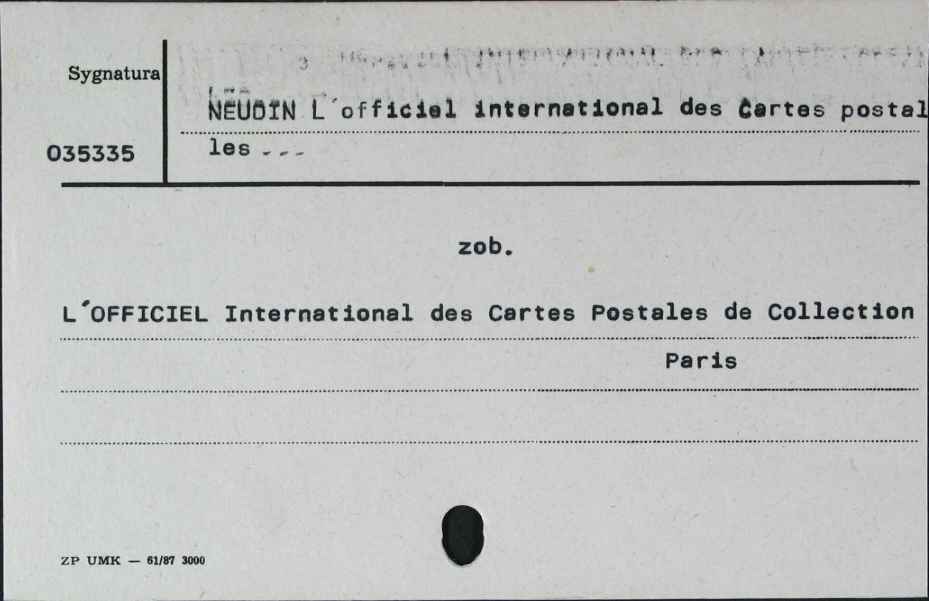 Sygnatura
NEUDIN L´officiel international des Cartes postal
035335
les ...
zob.
L´OFFICIEL International des Cartes Postales de Collection
Paris
ZP UMK — 61/87 3000